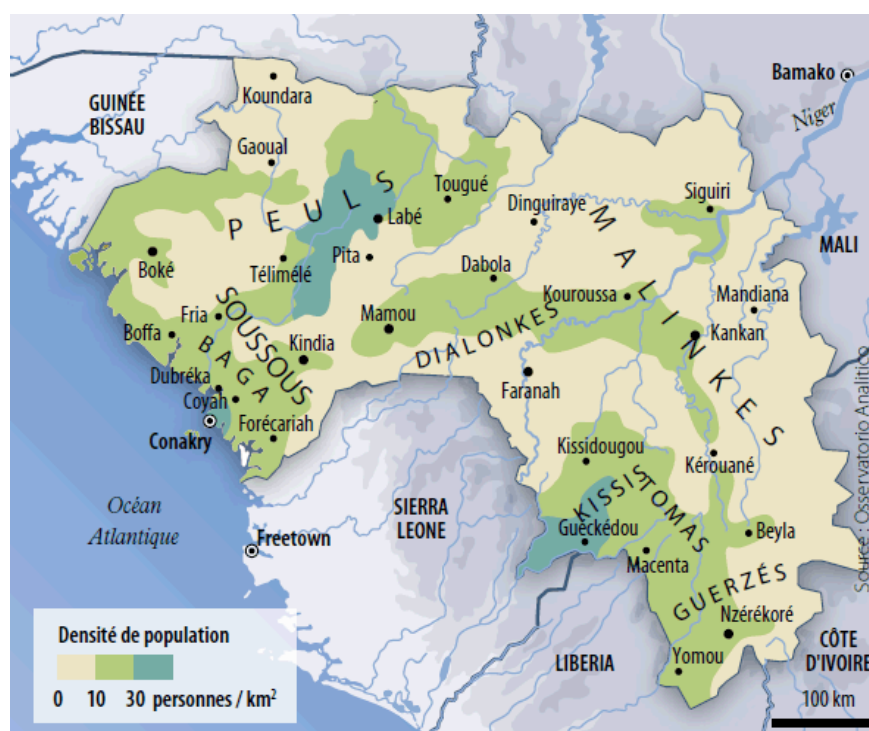 Bamako
Koundara
GUINÉE
BISSAU
Niger
Gaoual
Tougué
Siguiri
PEULS
Labé
Dinguiraye
MALINKES
MALI
Boké
Télimélé
Pita
Dabola
Kouroussa
Mandiana
Fria
SOUSSOUS
Mamou
Boffa
BAGA
Kindia
DIALONKES
Kankan
Dubréka
Coyah
Faranah
Conakry
Forécariah
Kissidougou
Kérouané
Océan
Atlantique
SIERRA
LEONE
KISSIS
TOMAS
Freetown
Guéckédou
Beyla
Macenta
GUERZÉS
Nzérékoré
Yomou
LIBERIA
CÔTE
D'IVOIRE
Densité de population
0 10 30 personnes / km²
100 km
Source : Osservatorio Analitico